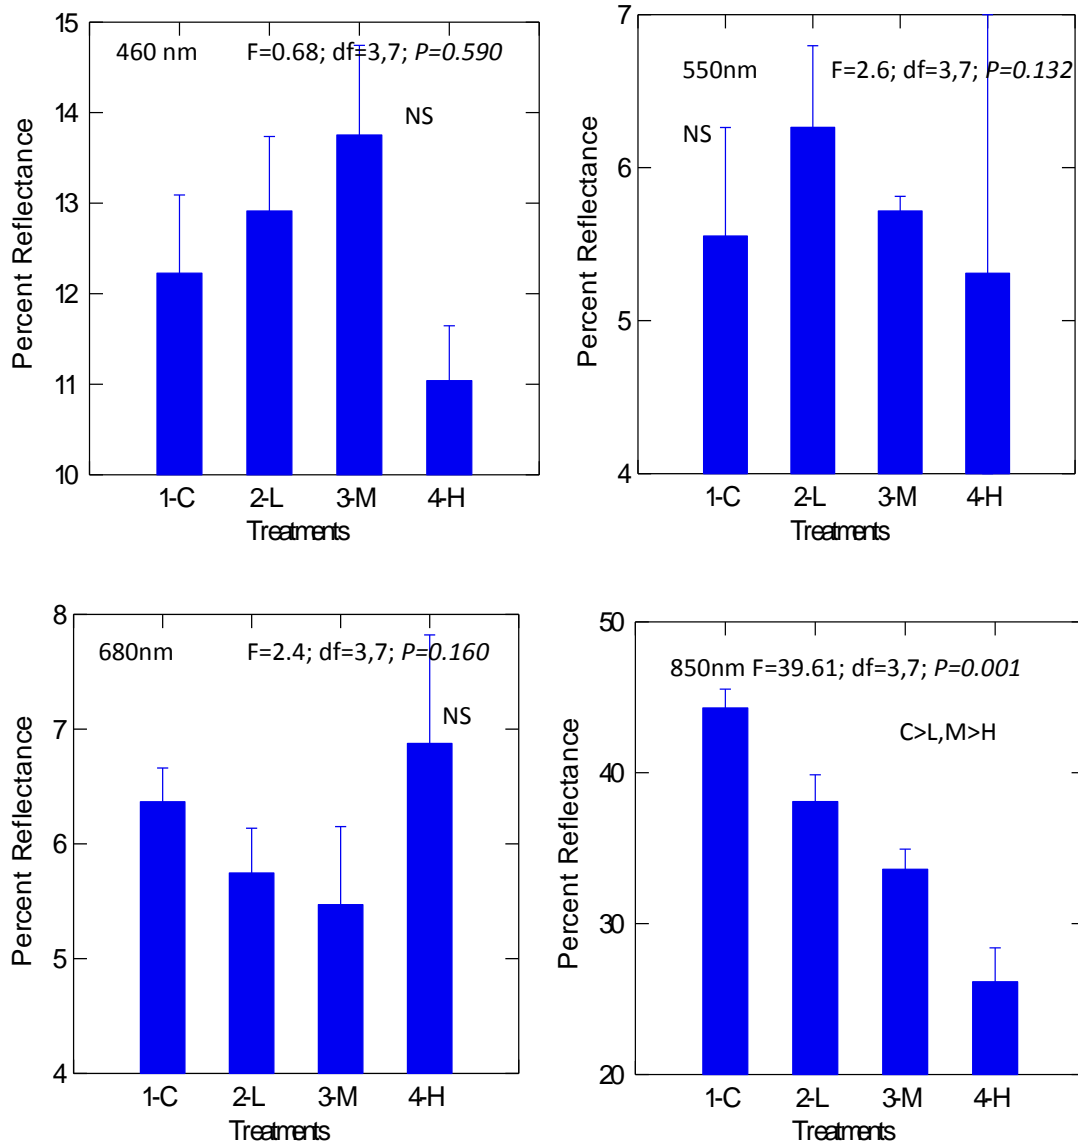 15
460 nm F=0.68; df=3,7; P=0.590
14
NS
13
12
11
10
Percent Reflectance
1-C 2-L 3-M 4-H
Treatments
7
550nm F=2.6; df=3,7; P=0.132
NS
6
5
4
Percent Reflectance
1-C 2-L 3-M 4-H
Treatments
8
680nm F=2.4; df=3,7; P=0.160
NS
7
6
5
4
Percent Reflectance
1-C 2-L 3-M 4-H
Treatments
50
850nm F=39.61; df=3,7; P=0.001
C>L,M>H
40
30
20
Percent Reflectance
1-C 2-L 3-M 4-H
Treatments